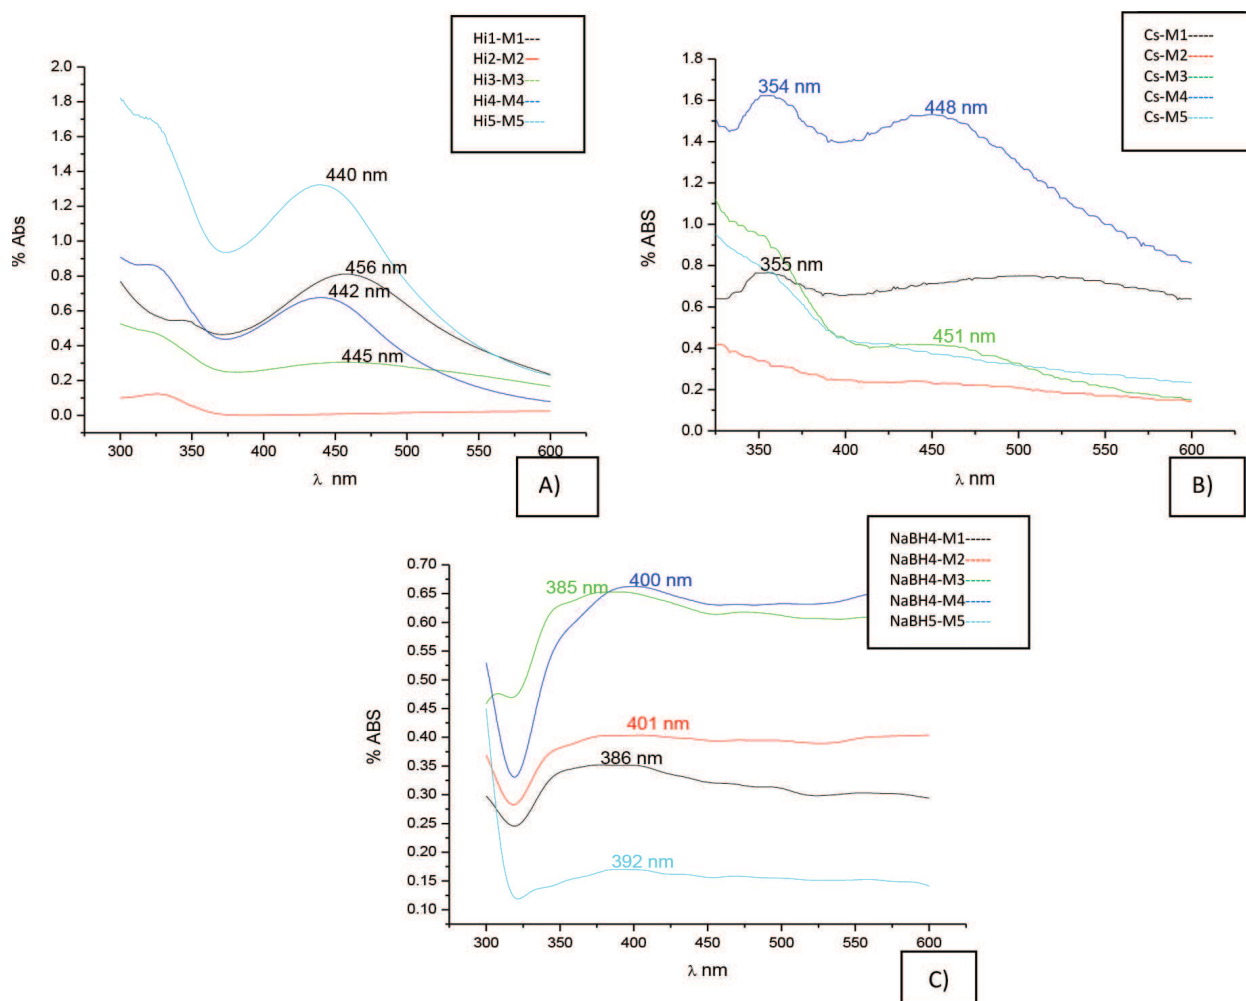 Hi1-M1---
Hi2-M2---
Hi3-M3---
Hi4-M4---
Hi5-M5---
2.0
1.8
1.6
1.4
1.2
1.0
0.8
0.6
0.4
0.2
0.0
% Abs
440 nm
456 nm
442 nm
445 nm
300 350 400 450 500 550 600
λ nm
A)
Cs-M1-----
Cs-M2-----
Cs-M3-----
Cs-M4-----
Cs-M5-----
1.8
1.6
1.4
1.2
1.0
0.8
0.6
0.4
0.2
0.0
% ABS
354 nm
448 nm
355 nm
451 nm
350 400 450 500 550 600
λ nm
B)
NaBH4-M1-----
NaBH4-M2-----
NaBH4-M3-----
NaBH4-M4-----
NaBH5-M5-----
0.70
0.65
0.60
0.55
0.50
0.45
0.40
0.35
0.30
0.25
0.20
0.15
0.10
% ABS
385 nm
400 nm
401 nm
386 nm
392 nm
300 350 400 450 500 550 600
λ nm
C)